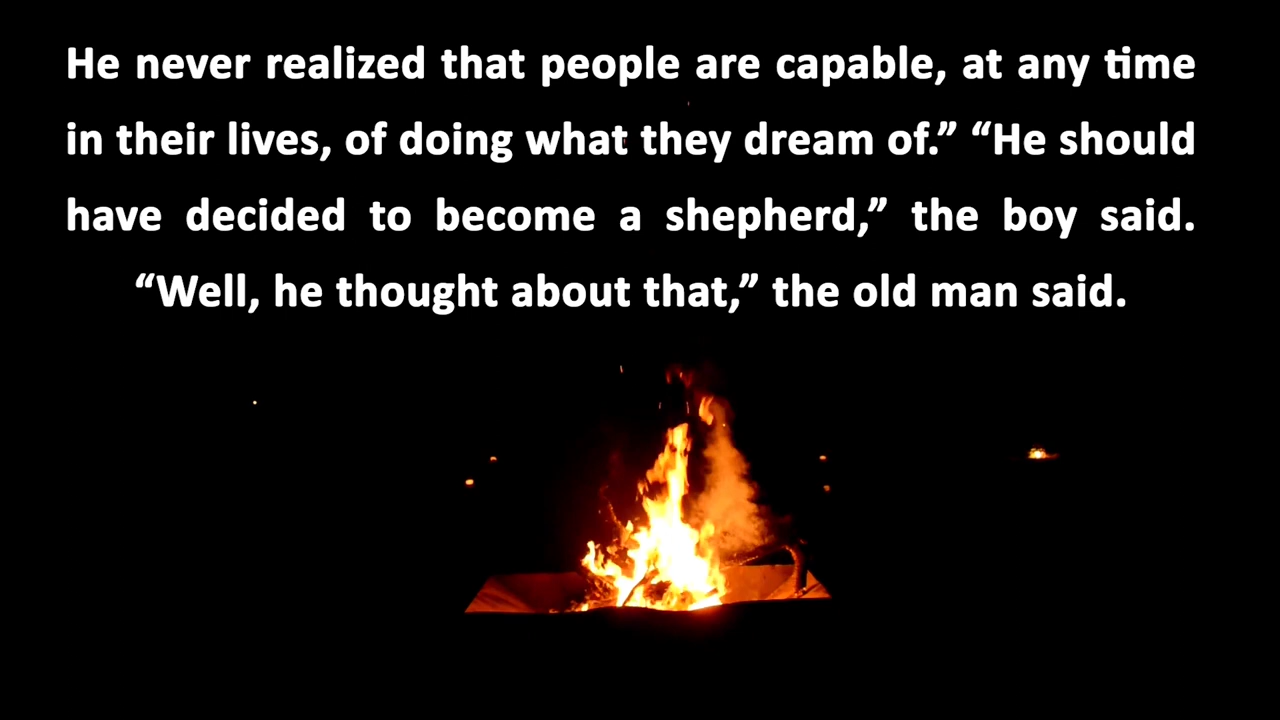 He never realized that people are capable, at any time
in their lives, of doing what they dream of.” “He should
have decided to become a shepherd,” the boy said.
“Well, he thought about that,” the old man said.